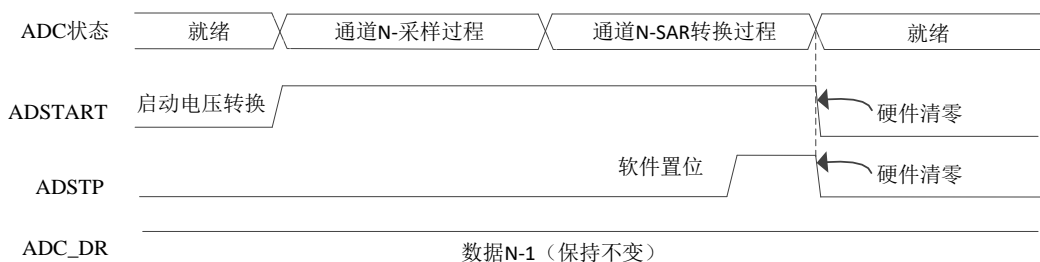 ADC状态 就绪 通道N-采样过程 通道N-SAR转换过程 就绪
ADSTART 启动电压转换 硬件清零
ADSTP 软件置位 硬件清零
ADC_DR 数据N-1（保持不变）